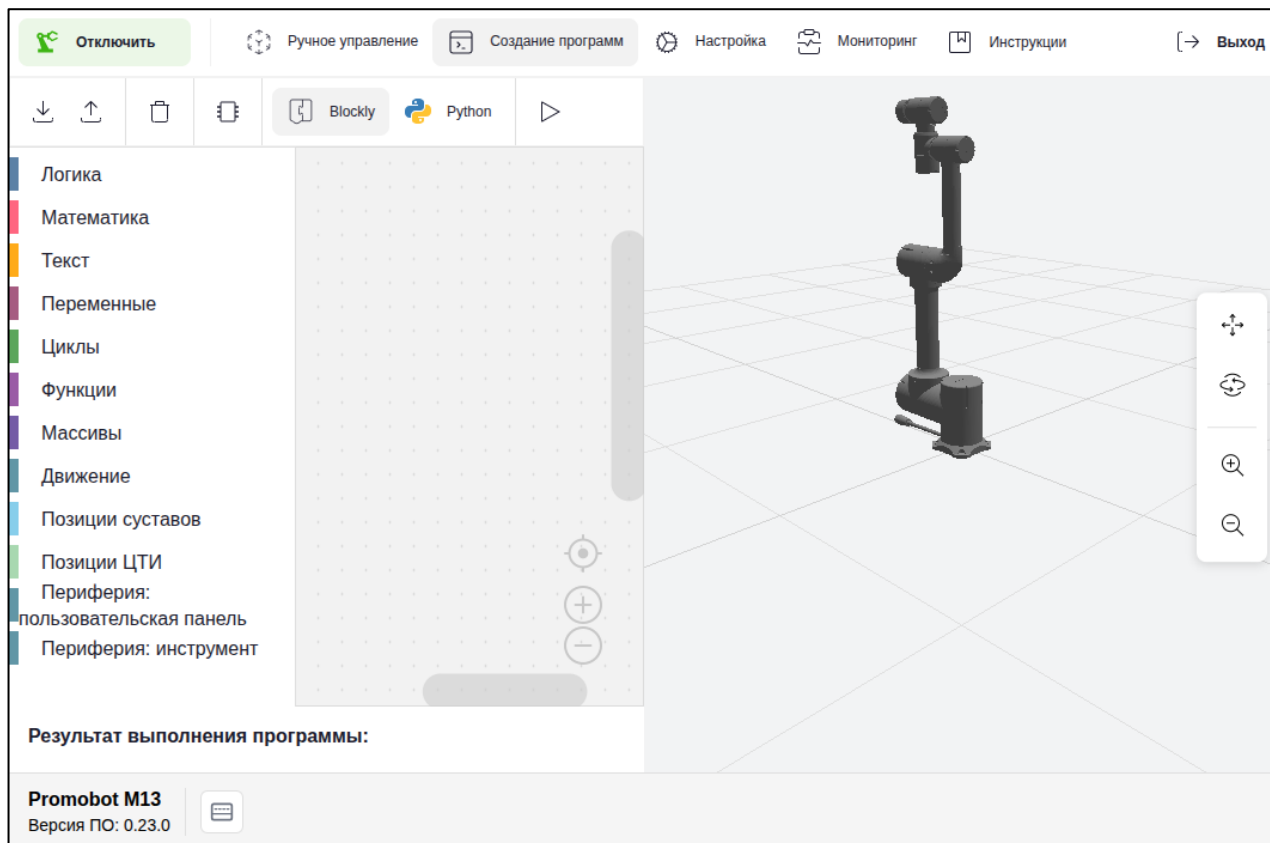 Отключить
Ручное управление
Создание программ
Настройка
Мониторинг
Инструкции
Выход
Blockly
Python
Логика
Математика
Текст
Переменные
Циклы
Функции
Массивы
Движение
Позиции суставов
Позиции ЦТИ
Периферия:
пользовательская панель
Периферия: инструмент
Результат выполнения программы:
Promobot M13
Версия ПО: 0.23.0